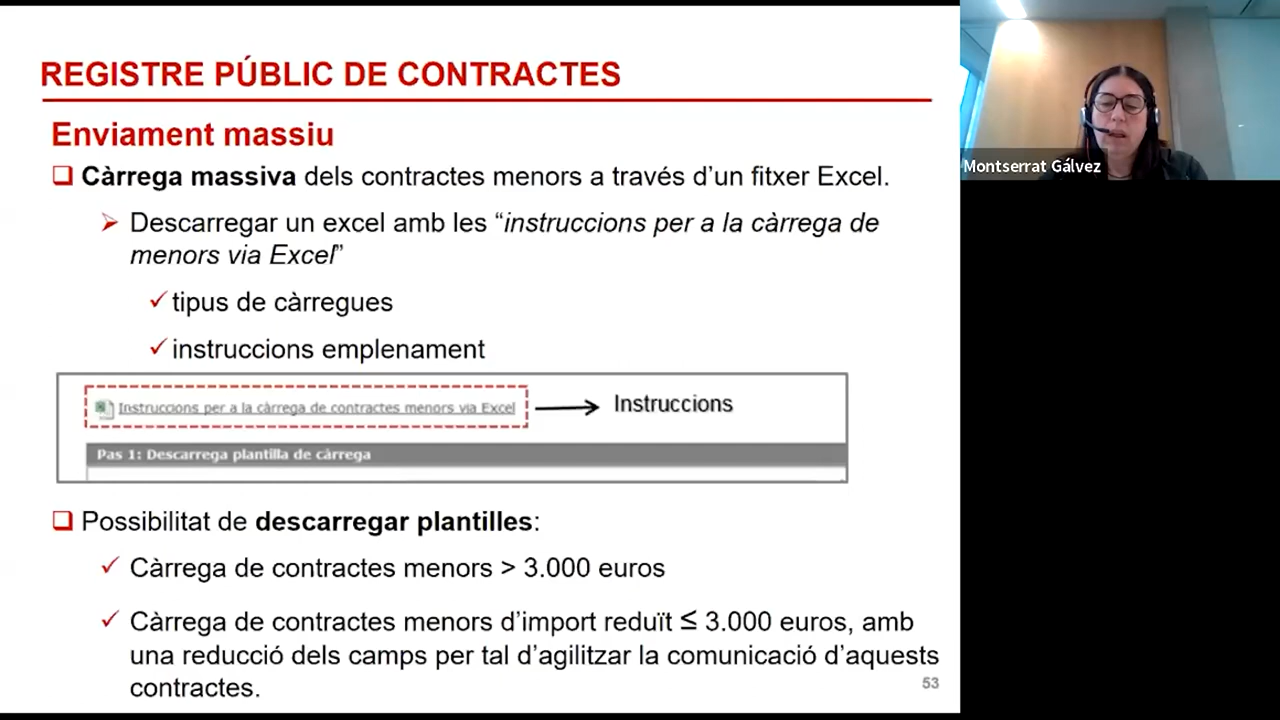 REGISTRE PÚBLIC DE CONTRACTES
Enviament massiu
Càrrega massiva dels contractes menors a través d’un fitxer Excel.
Descarregar un excel amb les “instruccions per a la càrrega de
menors via Excel”
tipus de càrregues
instruccions emplenament
Instruccions per a la càrrega de contractes menors via Excel
Instruccions
Pas 1: Descarrega plantilla de càrrega
Possibilitat de descarregar plantilles:
Càrrega de contractes menors > 3.000 euros
Càrrega de contractes menors d’import reduït ≤ 3.000 euros, amb
una reducció dels camps per tal d’agilitzar la comunicació d’aquests
contractes.
53
Montserrat Gálvez